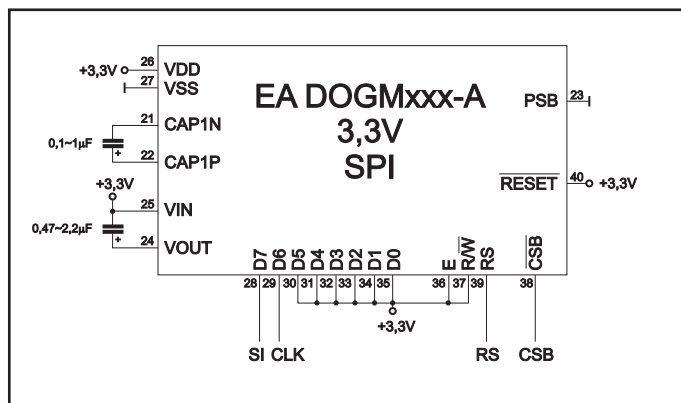 EA DOGMxxx-A
3,3V
SPI
+3,3V
26
VDD
27
VSS
21
CAP1N
0,1~1µF
+
22
CAP1P
+3,3V
25
VIN
0,47~2,2µF
+
24
VOUT
PSB
23
RESET
40
+3,3V
D7 D6 D5 D4 D3 D2 D1 D0 E R/W RS CSB
28 29 30 31 32 33 34 35 36 37 39 38
+3,3V
SI CLK RS CSB